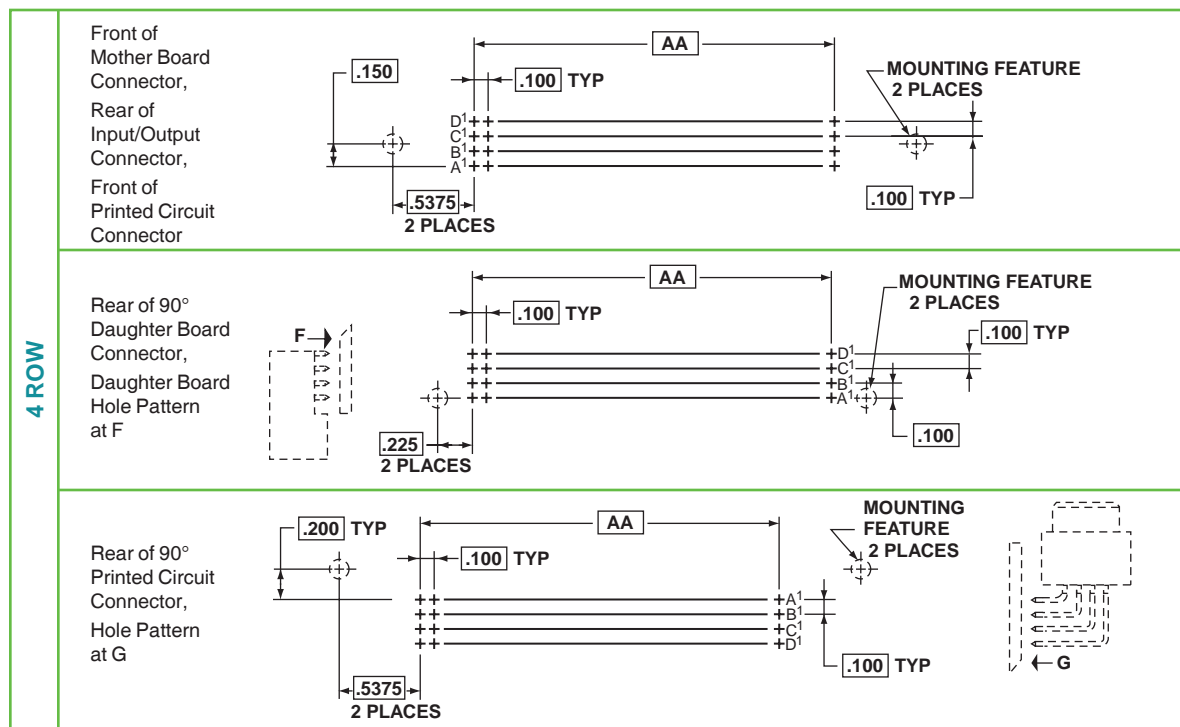 4 ROW
Front of
Mother Board
Connector,
Rear of
Input/Output
Connector,
Front of
Printed Circuit
Connector
AA
.150
.100 TYP
MOUNTING FEATURE
2 PLACES
D1
C1
B1
A1
.5375
2 PLACES
.100 TYP
Rear of 90°
Daughter Board
Connector,
Daughter Board
Hole Pattern
at F
F
AA
.100 TYP
MOUNTING FEATURE
2 PLACES
.100 TYP
D1
C1
B1
A1
.225
2 PLACES
.100
Rear of 90°
Printed Circuit
Connector,
Hole Pattern
at G
.200 TYP
AA
.100 TYP
MOUNTING
FEATURE
2 PLACES
A1
B1
C1
D1
.100 TYP
.5375
2 PLACES
G